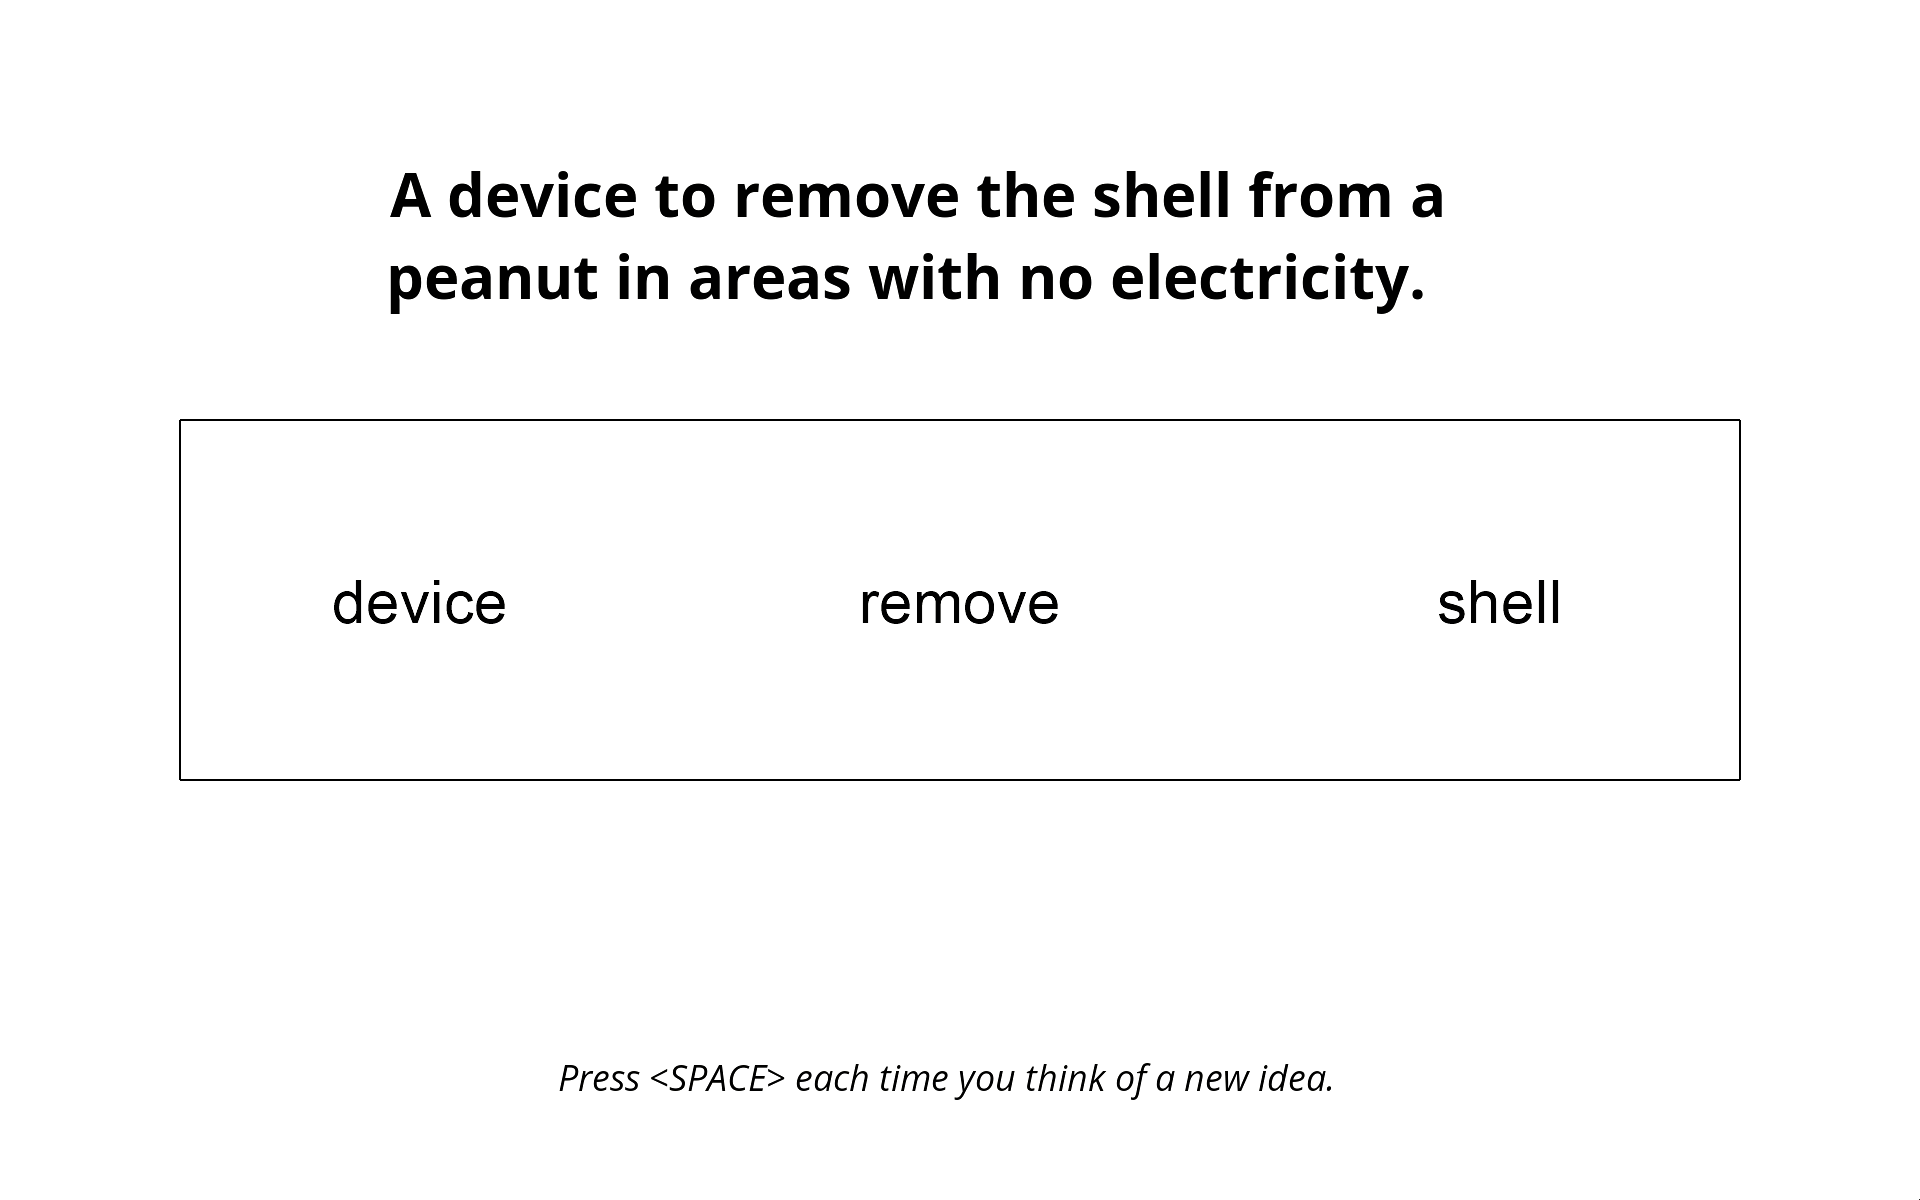 A device to remove the shell from a
peanut in areas with no electricity.
device remove shell
Press <SPACE> each time you think of a new idea.